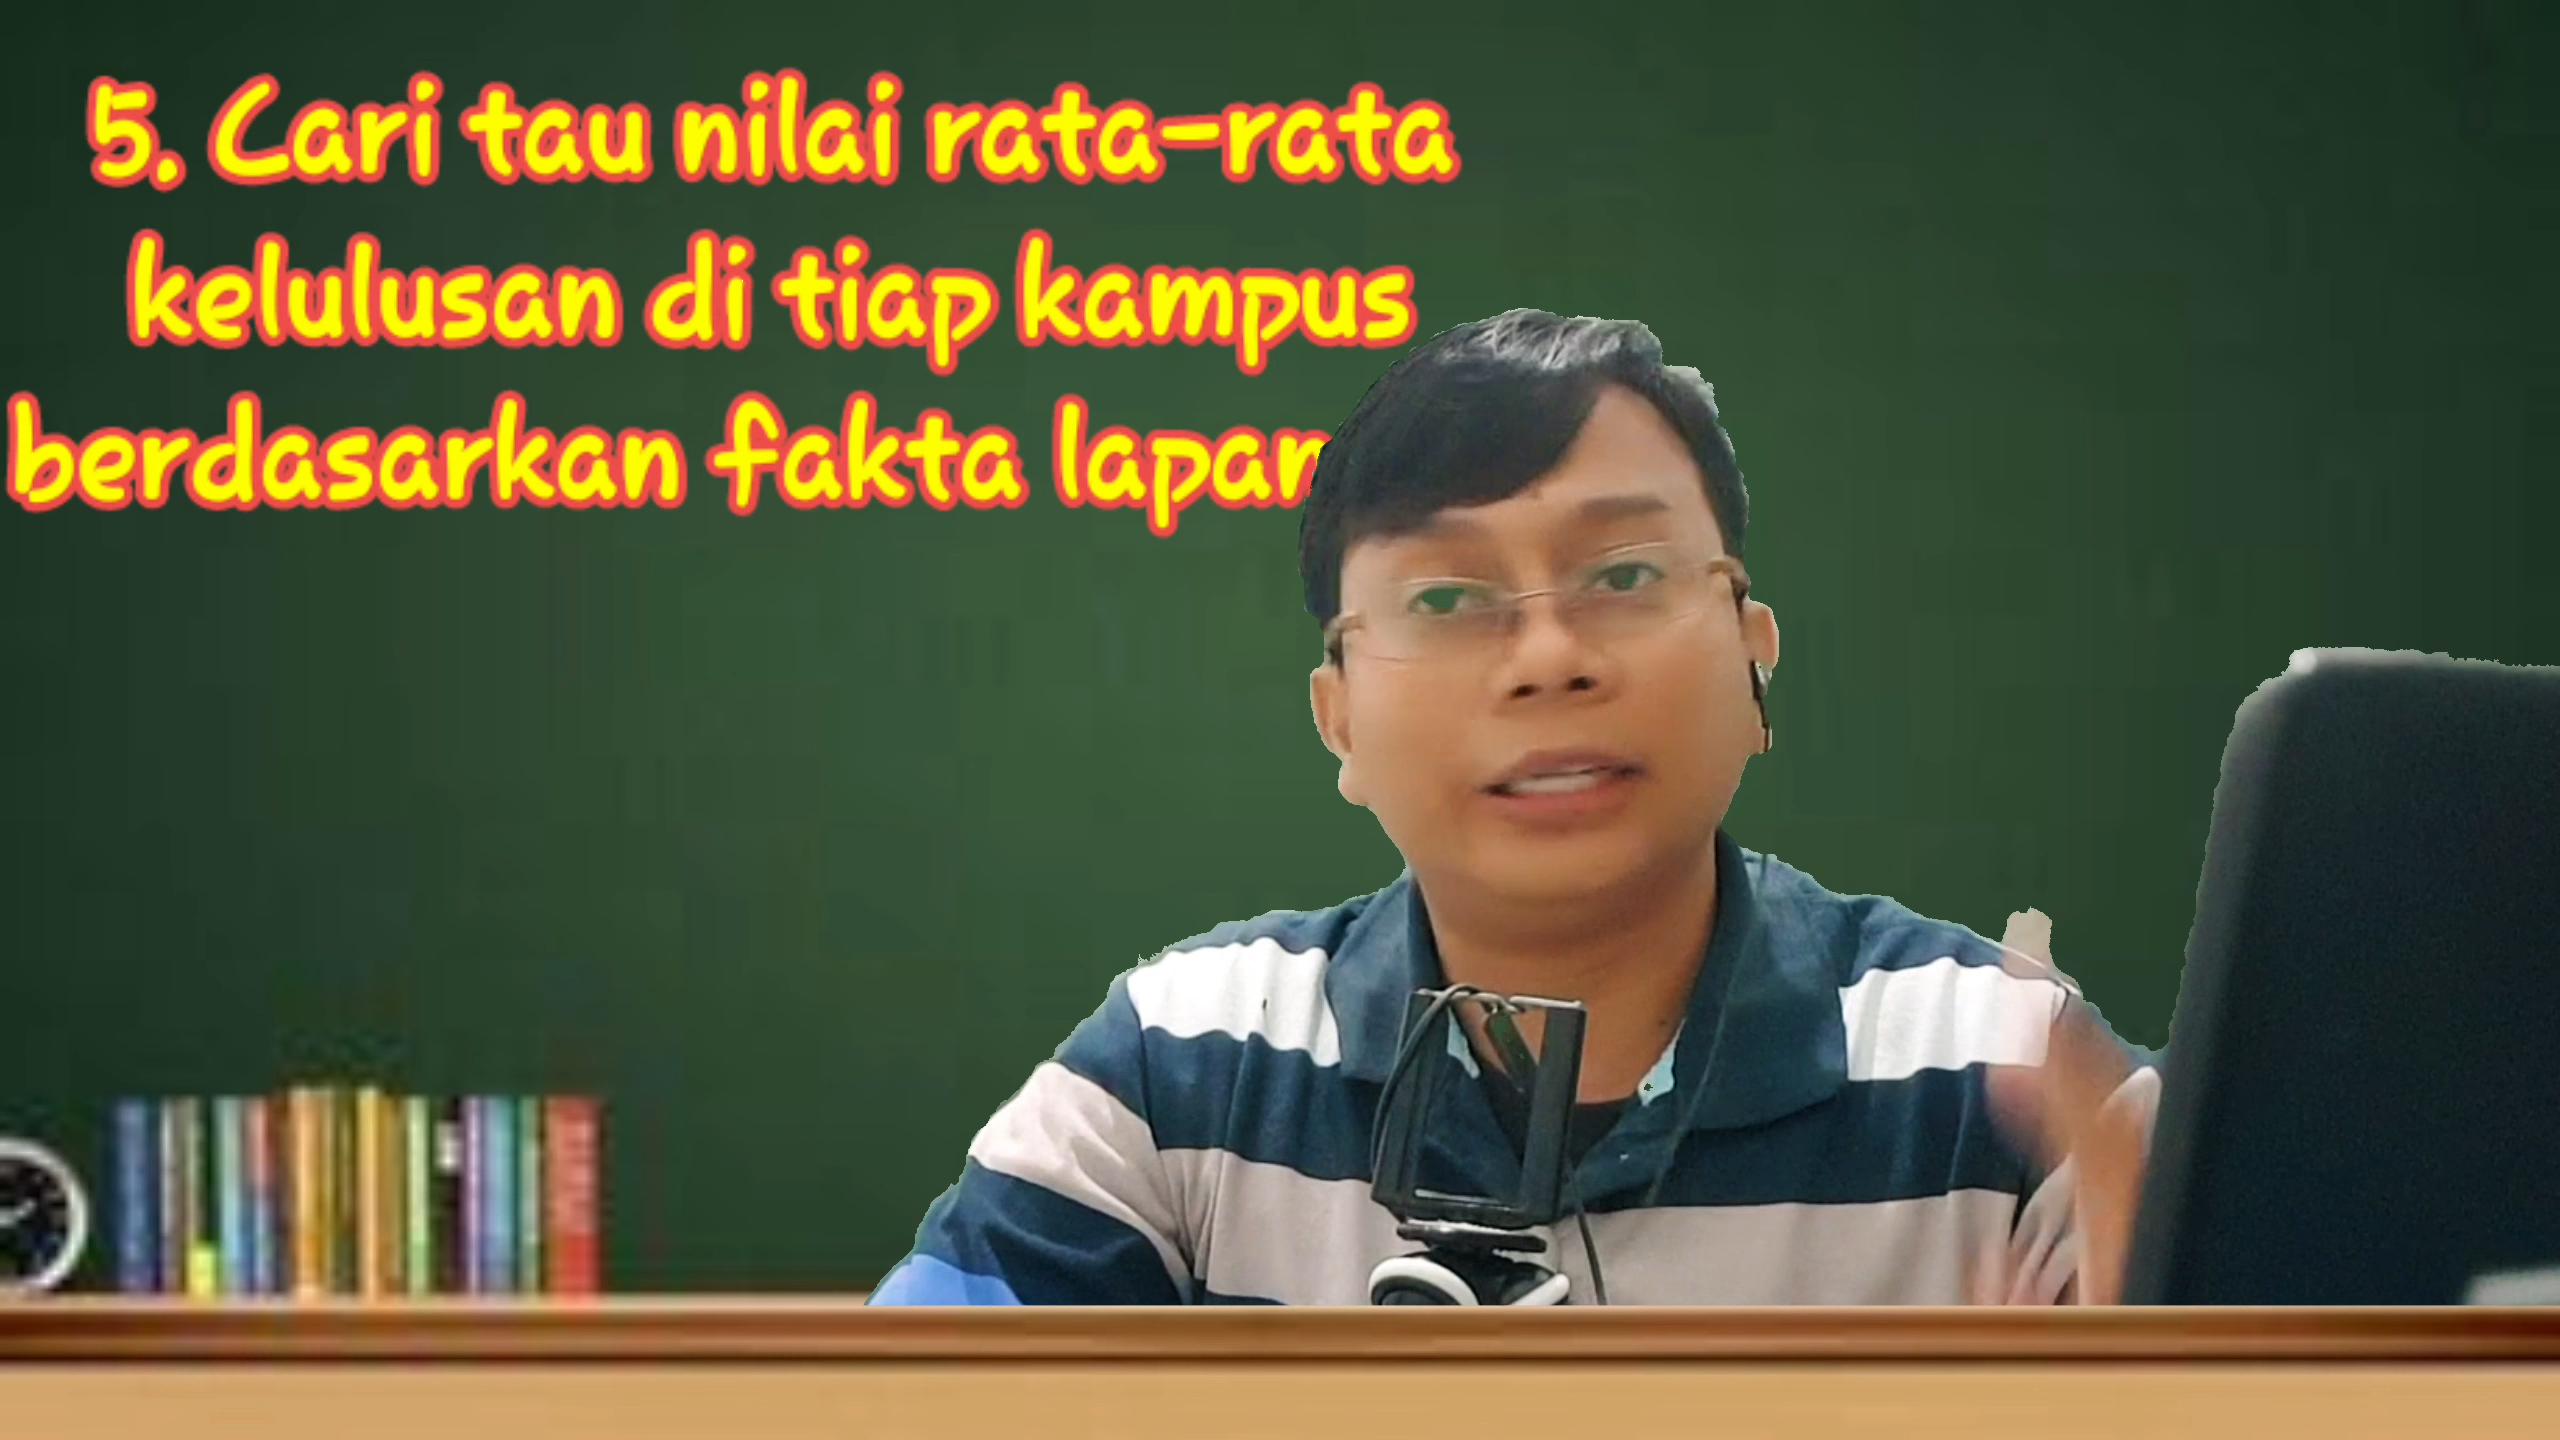 5. Cari tau nilai rata-rata
kelulusan di tiap kampus
berdasarkan fakta